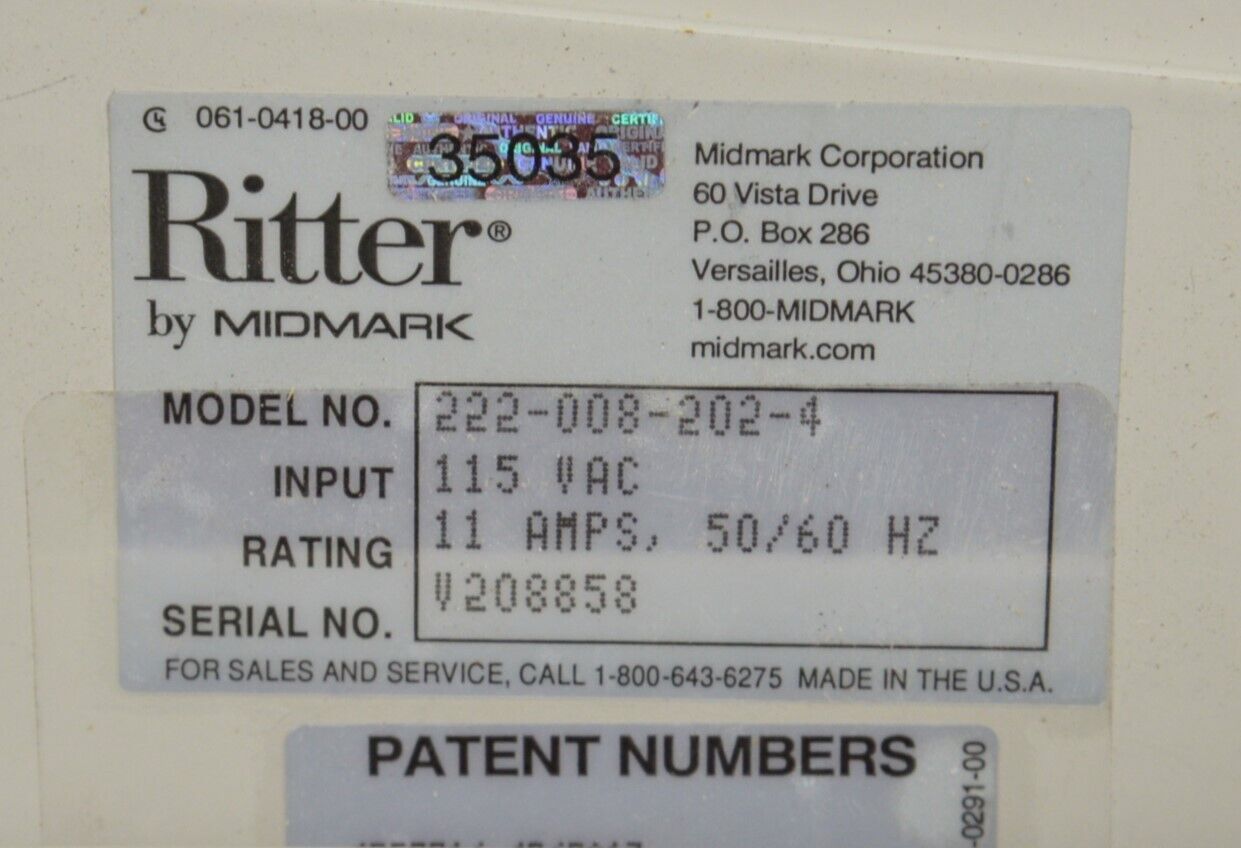 061-0418-00
35035
Ritter®
by MIDMARK
Midmark Corporation
60 Vista Drive
P.O. Box 286
Versailles, Ohio 45380-0286
1-800-MIDMARK
midmark.com
MODEL NO. 222-008-202-4
INPUT 115 VAC
RATING 11 AMPS, 50/60 HZ
SERIAL NO. V208858
FOR SALES AND SERVICE, CALL 1-800-643-6275 MADE IN THE U.S.A.
PATENT NUMBERS
-0291-00